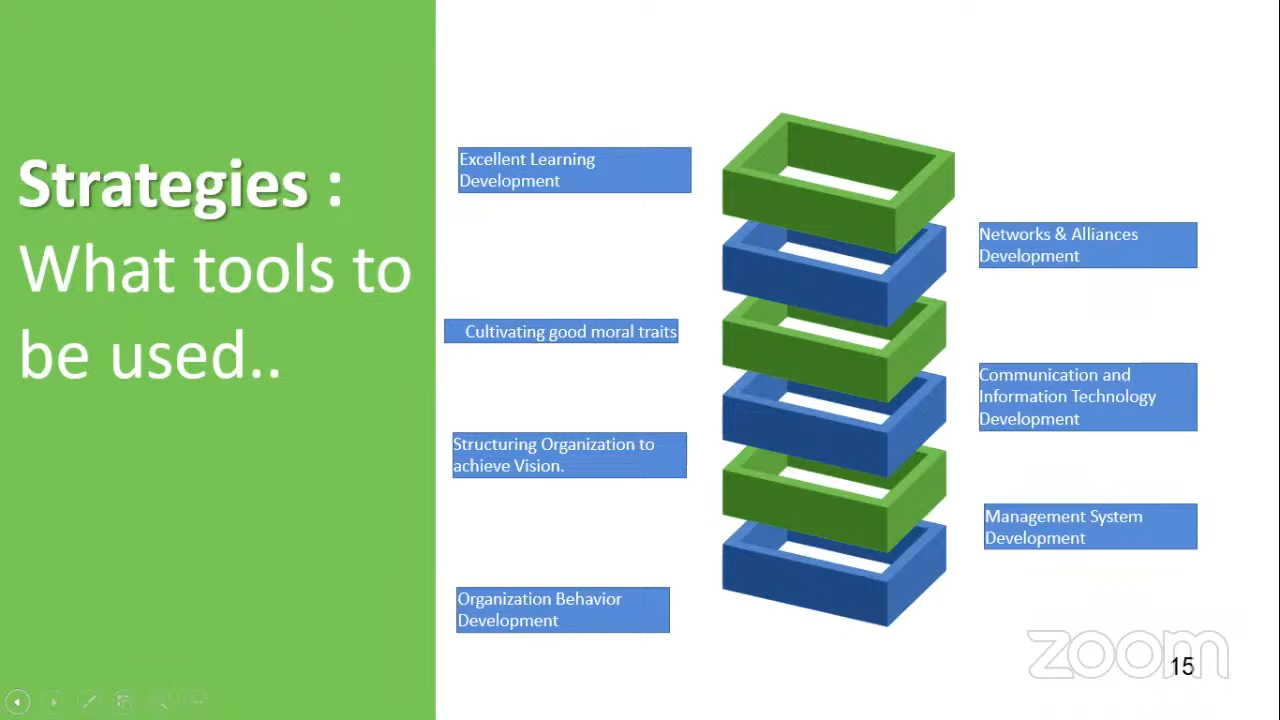 Strategies :
What tools to
be used..
Excellent Learning
Development
Networks & Alliances
Development
Cultivating good moral traits
Communication and
Information Technology
Development
Structuring Organization to
achieve Vision.
Management System
Development
Organization Behavior
Development
zoom
15